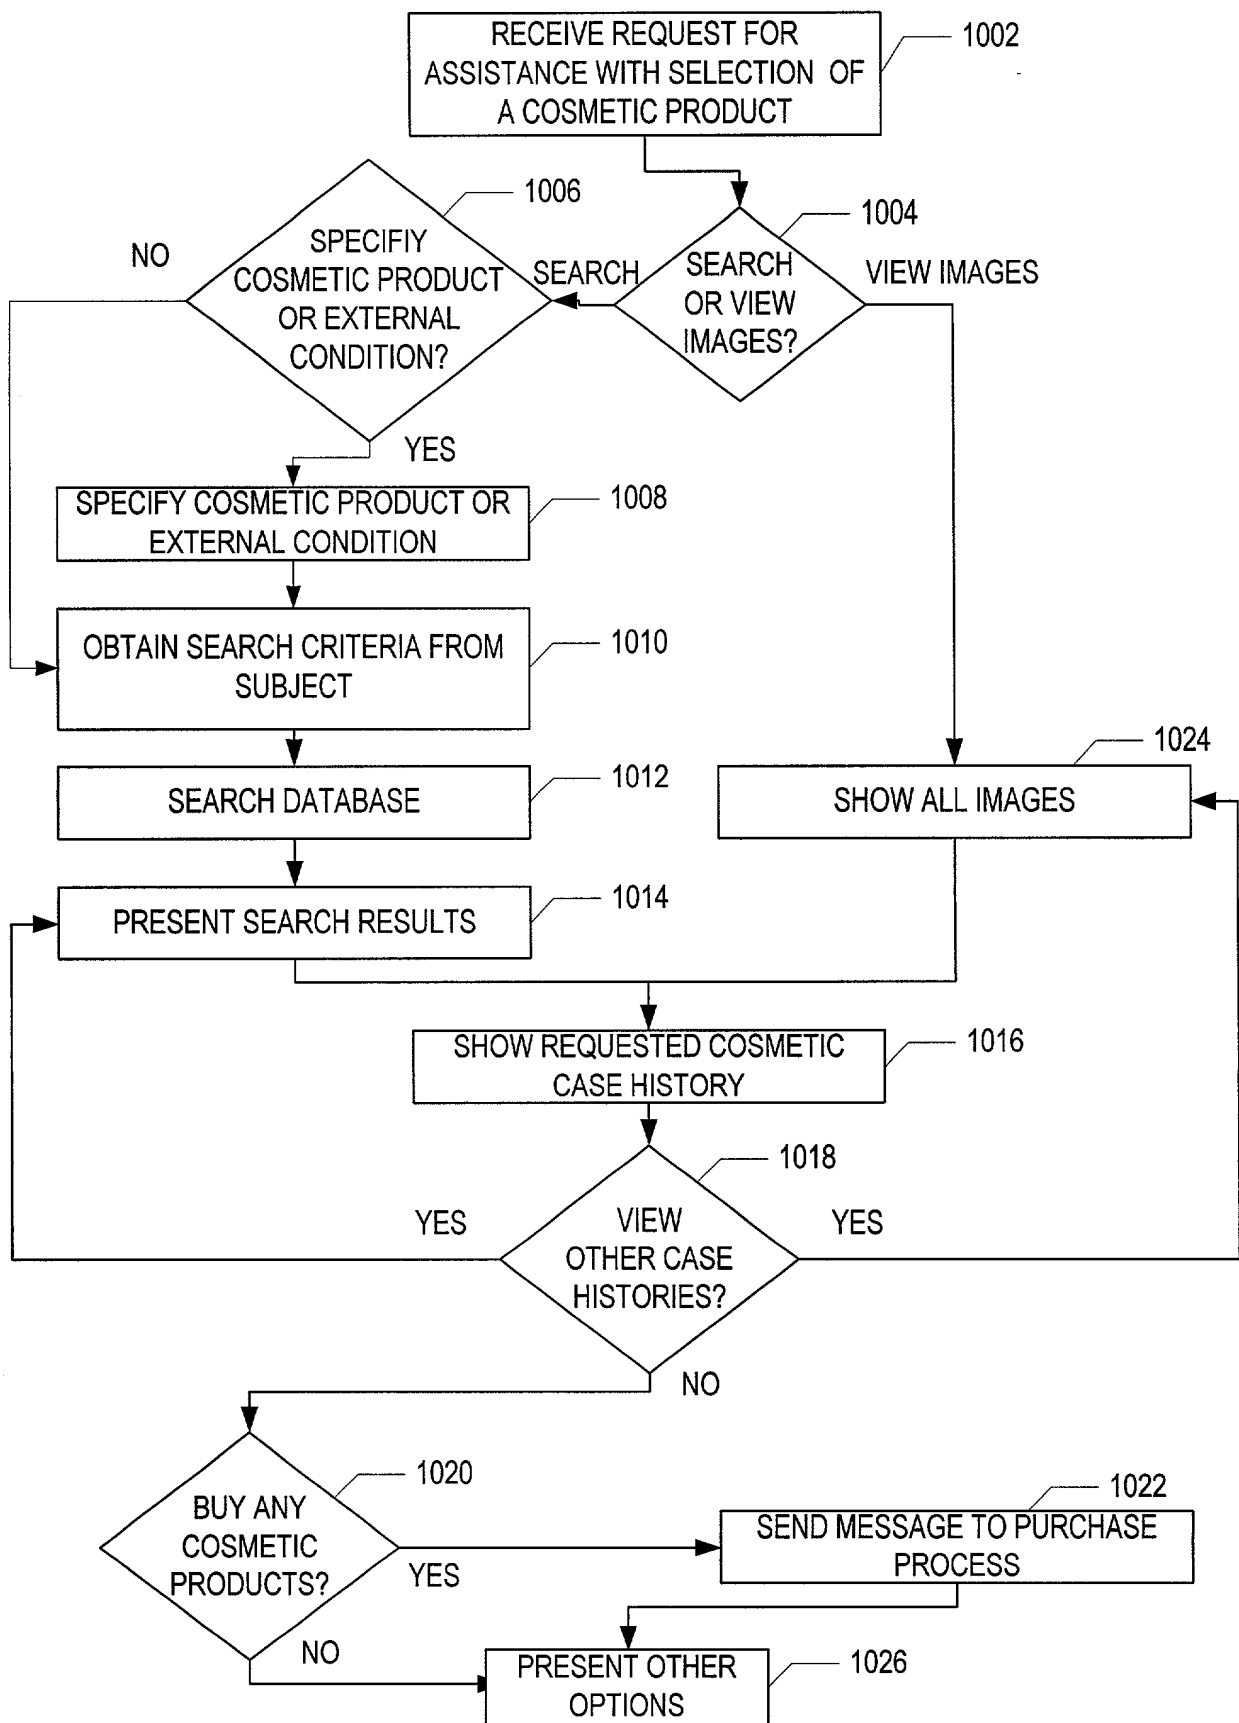 RECEIVE REQUEST FOR
ASSISTANCE WITH SELECTION OF
A COSMETIC PRODUCT
1002
1006
1004
SPECIFIY
COSMETIC PRODUCT
OR EXTERNAL
CONDITION?
NO
SEARCH
SEARCH
OR VIEW
IMAGES?
VIEW IMAGES
YES
SPECIFY COSMETIC PRODUCT OR
EXTERNAL CONDITION
1008
OBTAIN SEARCH CRITERIA FROM
SUBJECT
1010
SEARCH DATABASE
1012
1024
SHOW ALL IMAGES
PRESENT SEARCH RESULTS
1014
SHOW REQUESTED COSMETIC
CASE HISTORY
1016
1018
YES
VIEW
OTHER CASE
HISTORIES?
YES
NO
1020
BUY ANY
COSMETIC
PRODUCTS?
YES
1022
SEND MESSAGE TO PURCHASE
PROCESS
NO
PRESENT OTHER
OPTIONS
1026